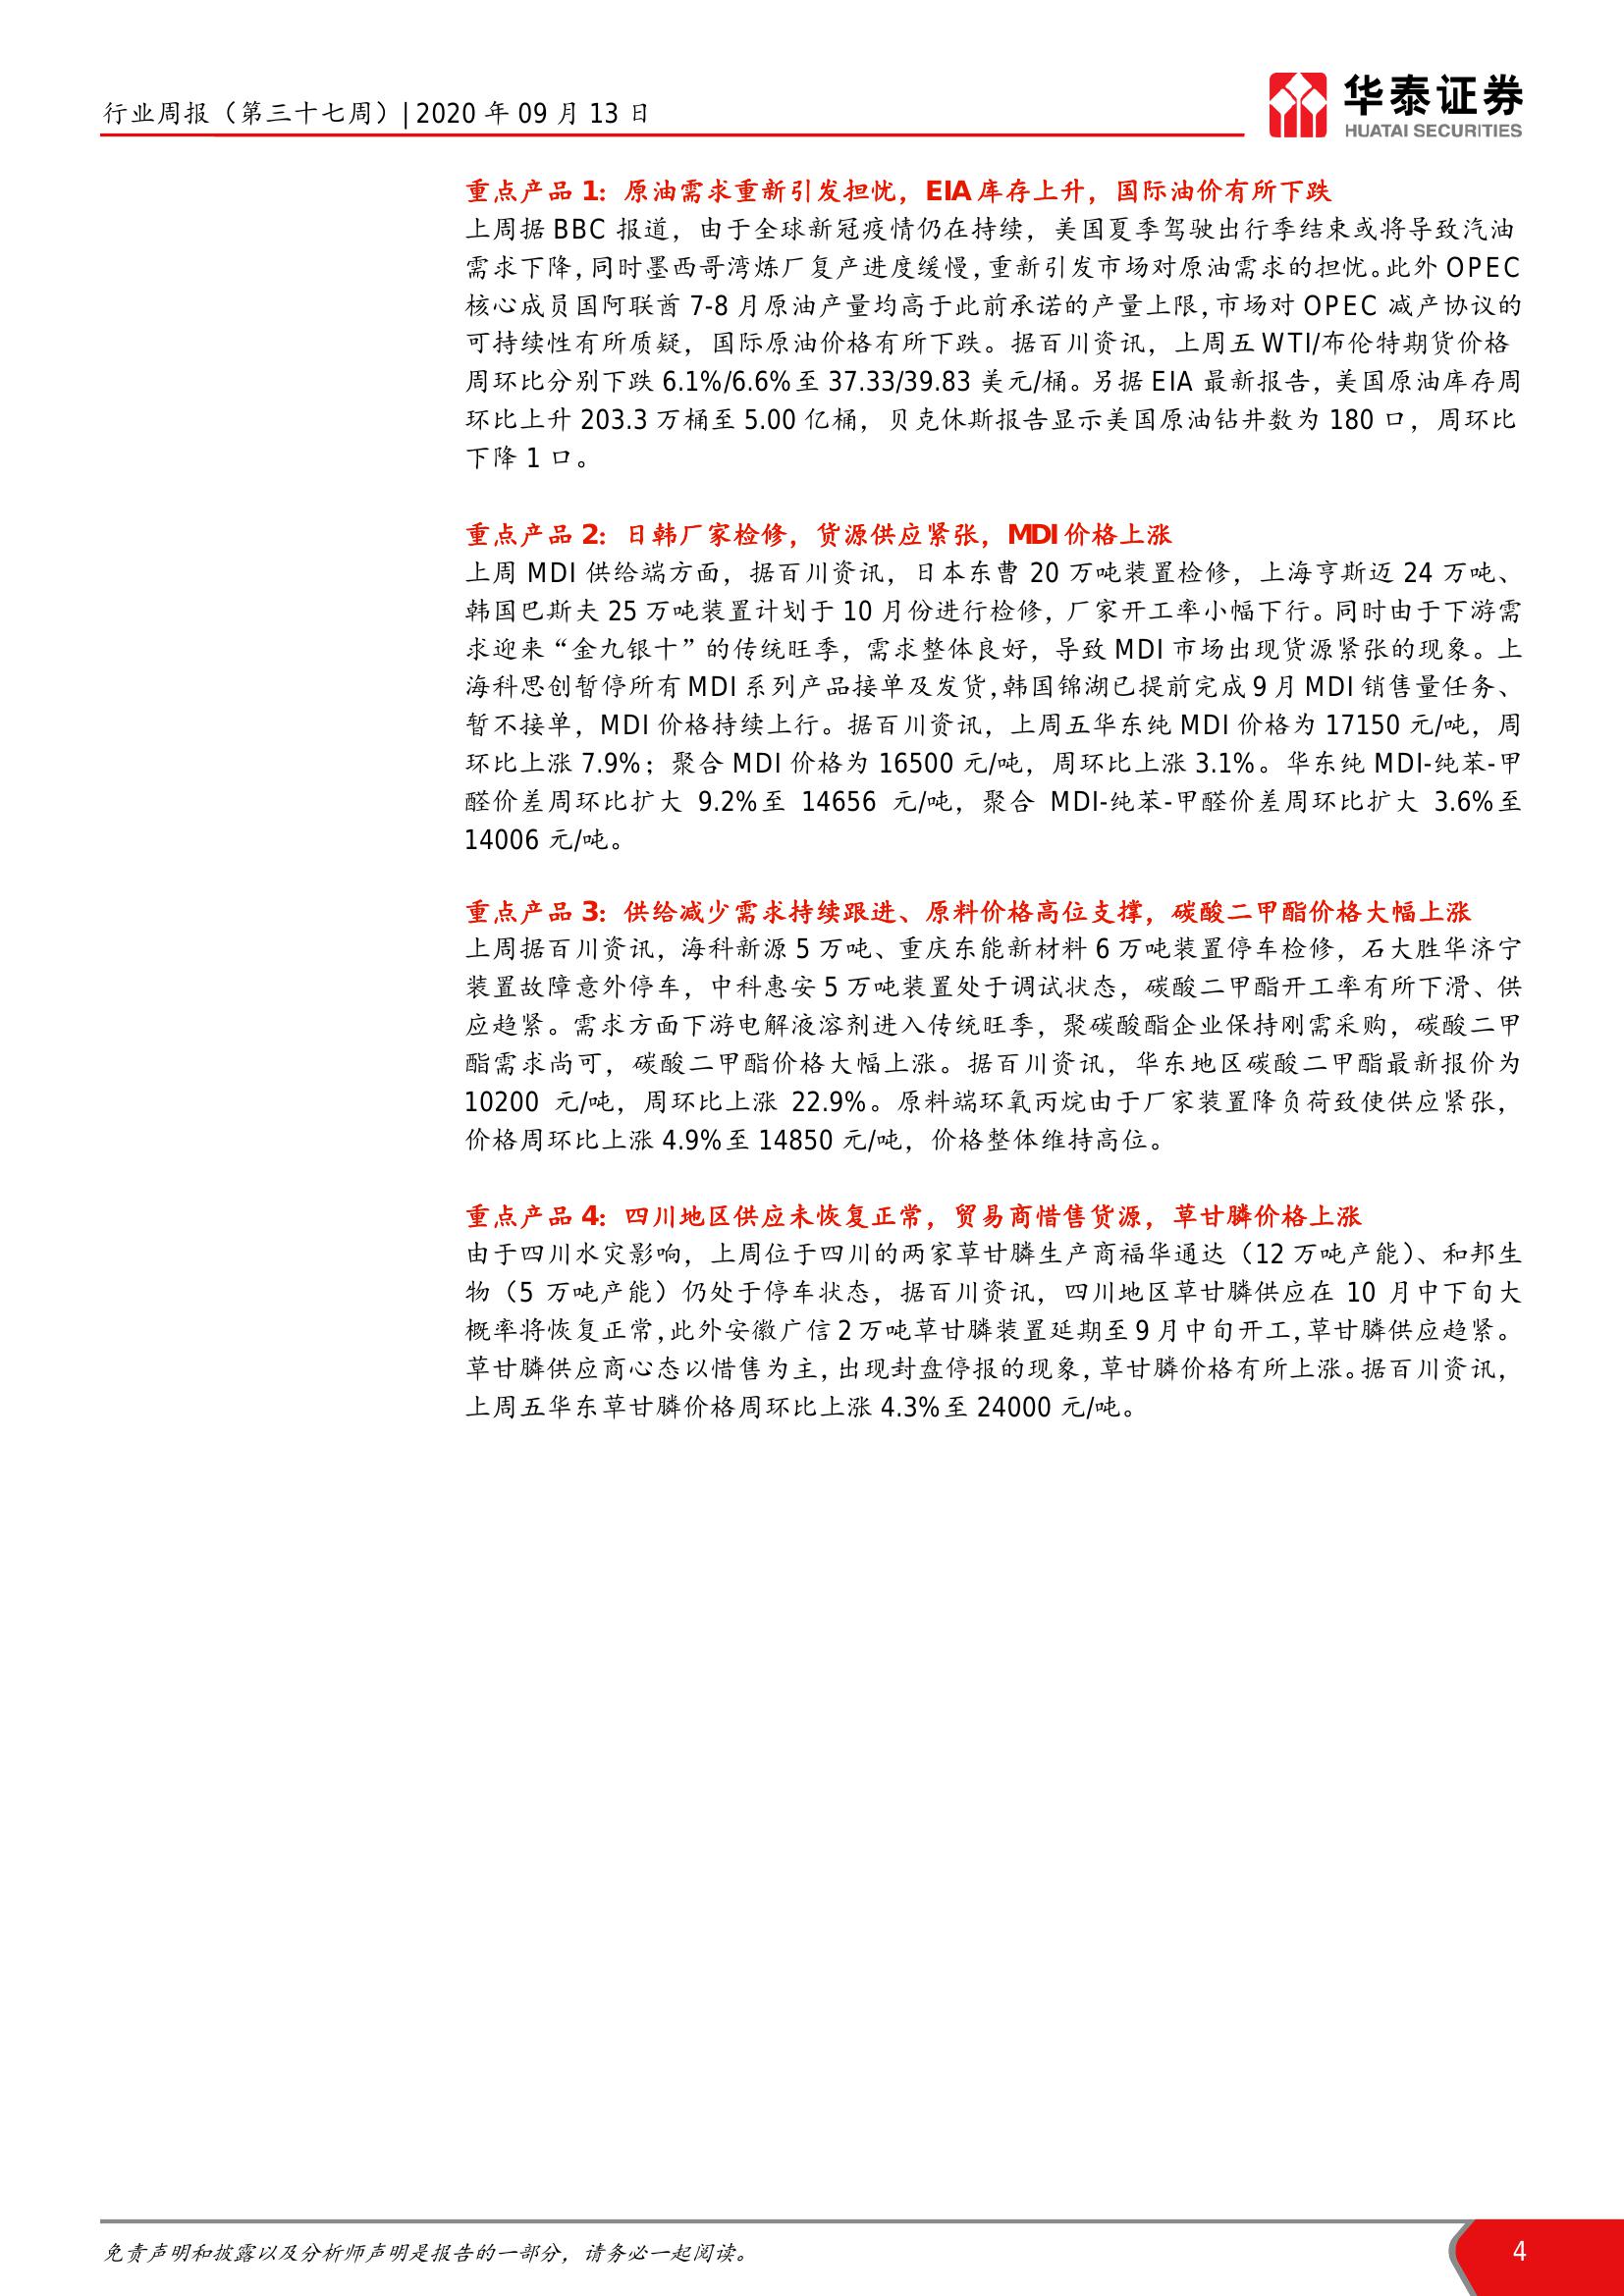 行业周报（第三十七周）| 2020 年 09 月 13 日
华泰证券
HUATAI SECURITIES
重点产品 1：原油需求重新引发担忧，EIA 库存上升，国际油价有所下跌
上周据 BBC 报道，由于全球新冠疫情仍在持续，美国夏季驾驶出行季结束或将导致汽油
需求下降，同时墨西哥湾炼厂复产进度缓慢，重新引发市场对原油需求的担忧。此外 OPEC
核心成员国阿联酋 7-8 月原油产量均高于此前承诺的产量上限，市场对 OPEC 减产协议的
可持续性有所质疑，国际原油价格有所下跌。据百川资讯，上周五 WTI/布伦特期货价格
周环比分别下跌 6.1%/6.6%至 37.33/39.83 美元/桶。另据 EIA 最新报告，美国原油库存周
环比上升 203.3 万桶至 5.00 亿桶，贝克休斯报告显示美国原油钻井数为 180 口，周环比
下降 1 口。
重点产品 2：日韩厂家检修，货源供应紧张，MDI 价格上涨
上周 MDI 供给端方面，据百川资讯，日本东曹 20 万吨装置检修，上海亨斯迈 24 万吨、
韩国巴斯夫 25 万吨装置计划于 10 月份进行检修，厂家开工率小幅下行。同时由于下游需
求迎来“金九银十”的传统旺季，需求整体良好，导致 MDI 市场出现货源紧张的现象。上
海科思创暂停所有 MDI 系列产品接单及发货，韩国锦湖已提前完成 9 月 MDI 销售量任务、
暂不接单，MDI 价格持续上行。据百川资讯，上周五华东纯 MDI 价格为 17150 元/吨，周
环比上涨 7.9%；聚合 MDI 价格为 16500 元/吨，周环比上涨 3.1%。华东纯 MDI-纯苯-甲
醛价差周环比扩大 9.2%至 14656 元/吨，聚合 MDI-纯苯-甲醛价差周环比扩大 3.6%至
14006 元/吨。
重点产品 3：供给减少需求持续跟进、原料价格高位支撑，碳酸二甲酯价格大幅上涨
上周据百川资讯，海科新源 5 万吨、重庆东能新材料 6 万吨装置停车检修，石大胜华济宁
装置故障意外停车，中科惠安 5 万吨装置处于调试状态，碳酸二甲酯开工率有所下滑、供
应趋紧。需求方面下游电解液溶剂进入传统旺季，聚碳酸酯企业保持刚需采购，碳酸二甲
酯需求尚可，碳酸二甲酯价格大幅上涨。据百川资讯，华东地区碳酸二甲酯最新报价为
10200 元/吨，周环比上涨 22.9%。原料端环氧丙烷由于厂家装置降负荷致使供应紧张，
价格周环比上涨 4.9%至 14850 元/吨，价格整体维持高位。
重点产品 4：四川地区供应未恢复正常，贸易商惜售货源，草甘膦价格上涨
由于四川水灾影响，上周位于四川的两家草甘膦生产商福华通达（12 万吨产能）、和邦生
物（5 万吨产能）仍处于停车状态，据百川资讯，四川地区草甘膦供应在 10 月中下旬大
概率将恢复正常，此外安徽广信 2 万吨草甘膦装置延期至 9 月中旬开工，草甘膦供应趋紧。
草甘膦供应商心态以惜售为主，出现封盘停报的现象，草甘膦价格有所上涨。据百川资讯，
上周五华东草甘膦价格周环比上涨 4.3%至 24000 元/吨。
免责声明和披露以及分析师声明是报告的一部分，请务必一起阅读。
4